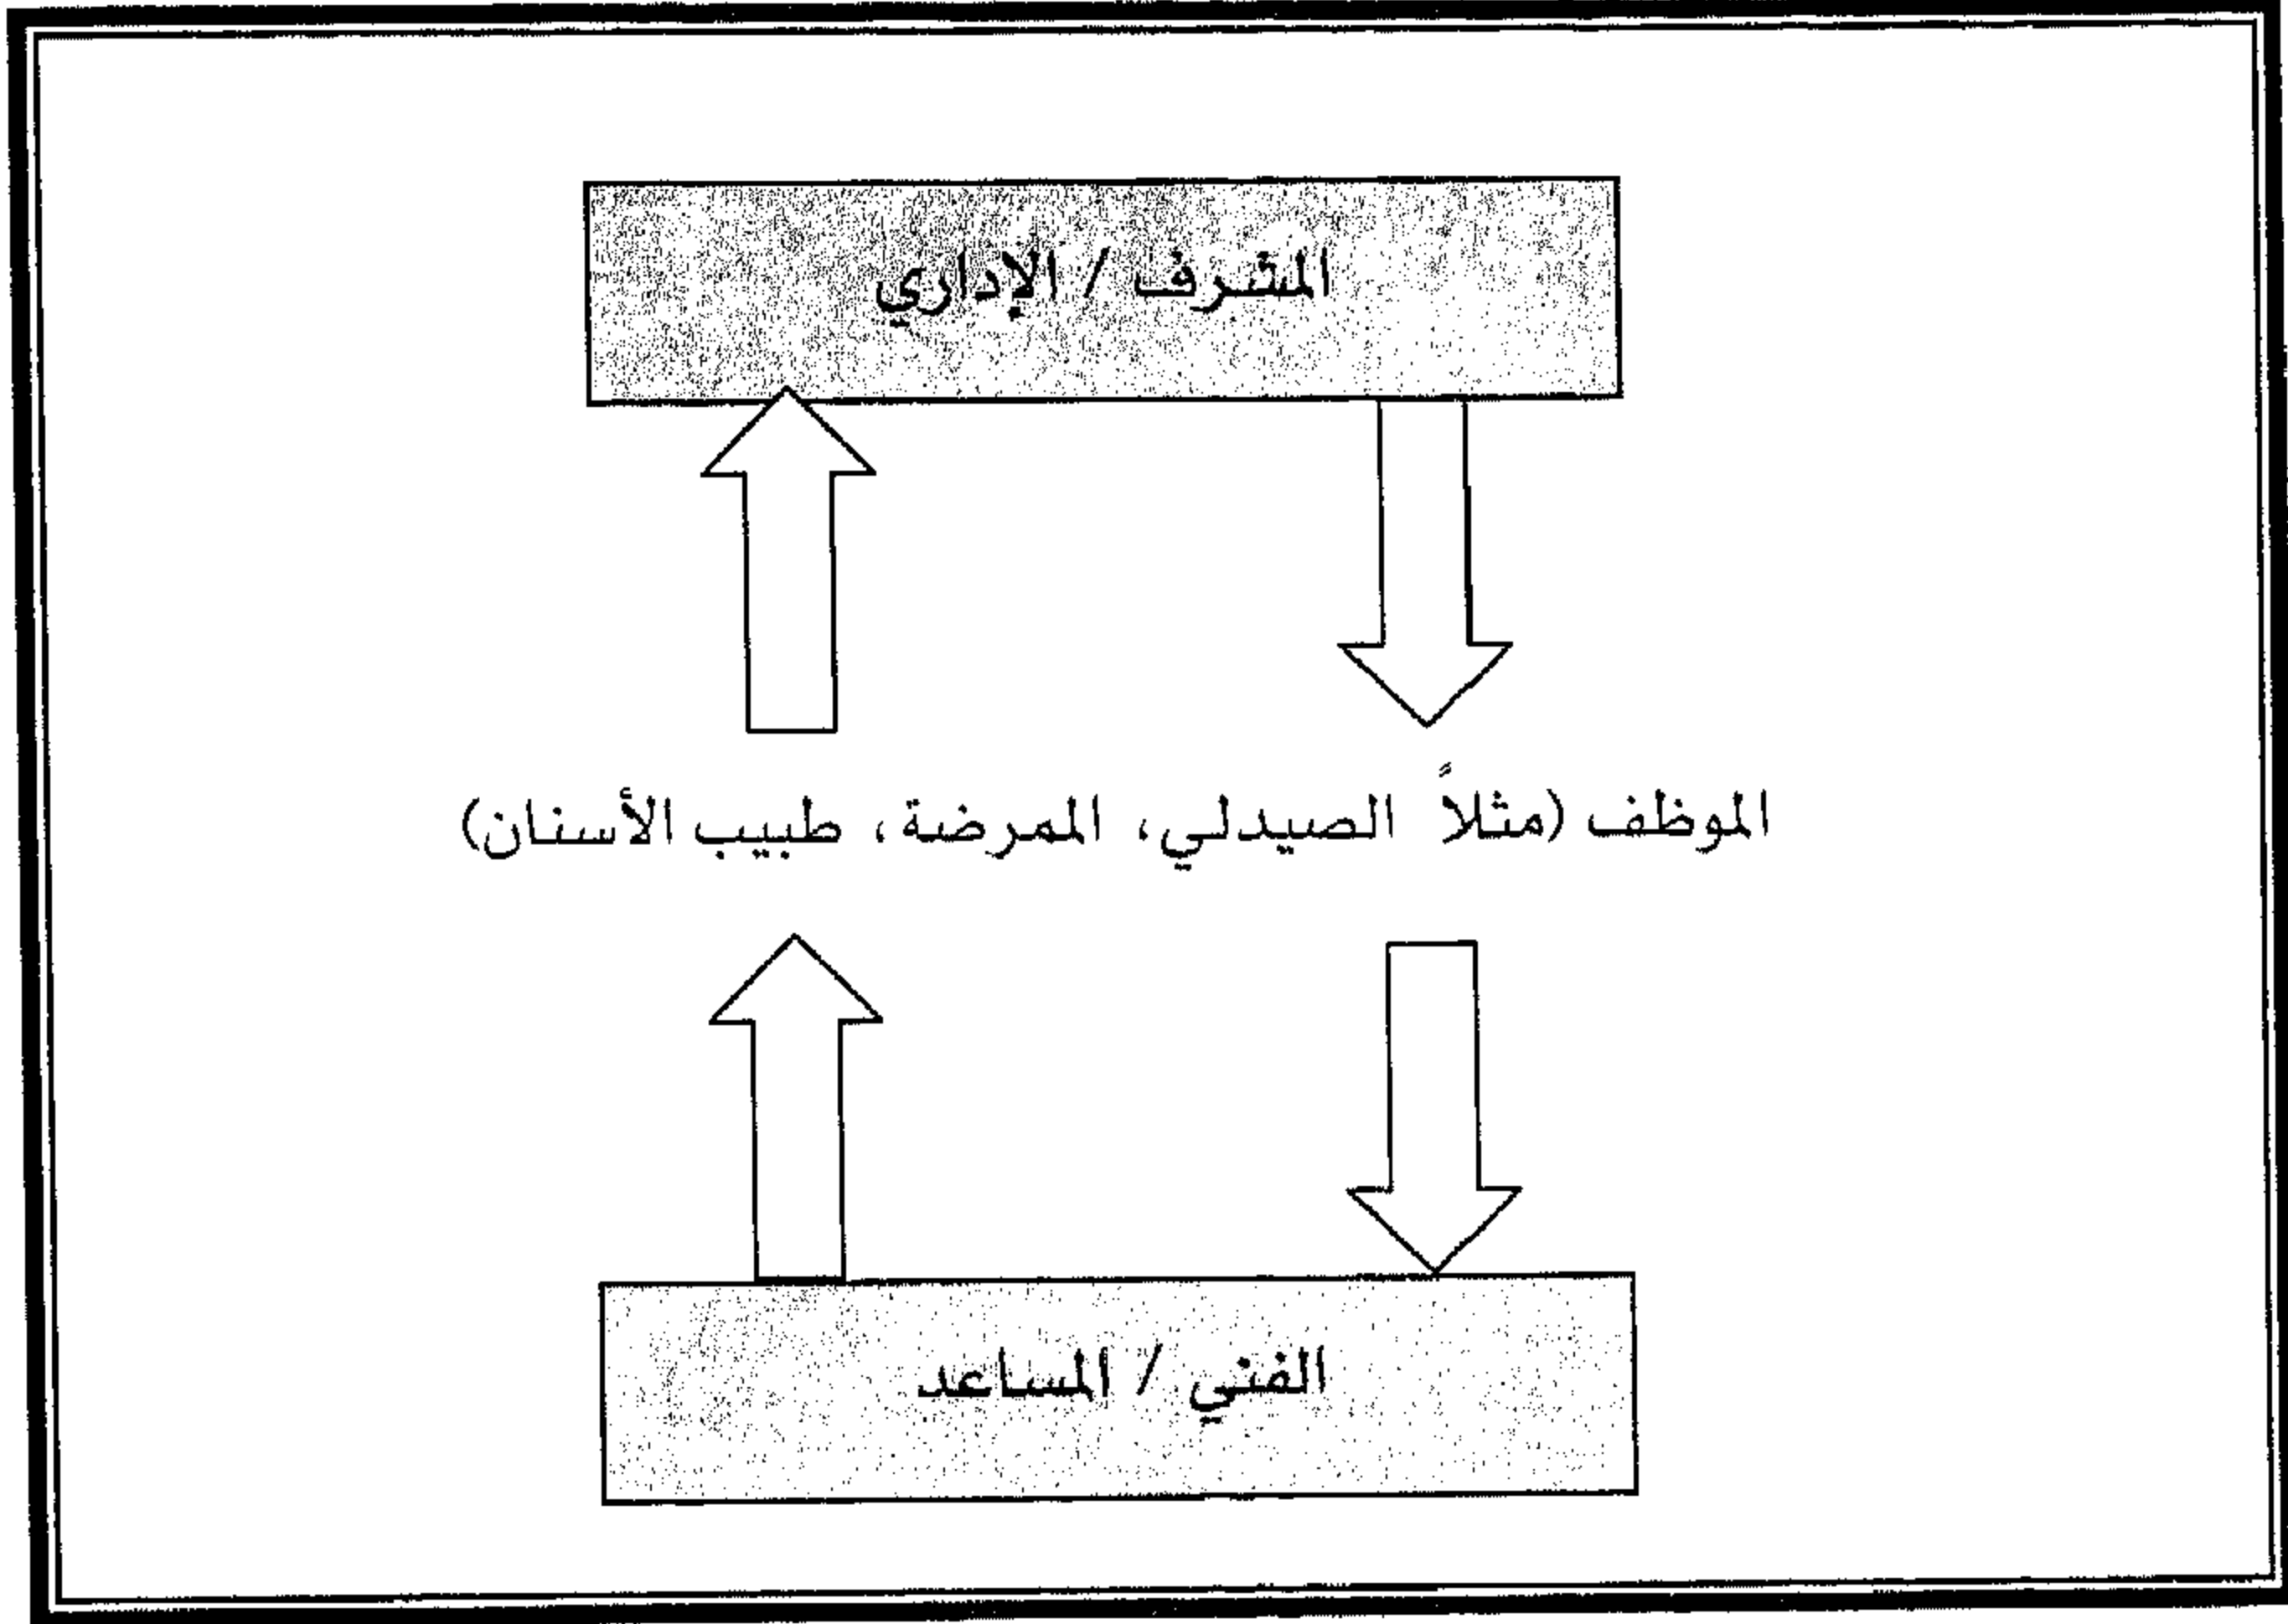 المشرف / الإداري
الموظف (مثلاً الصيدلي، الممرضة، طبيب الأسنان)
الفني / المساعد